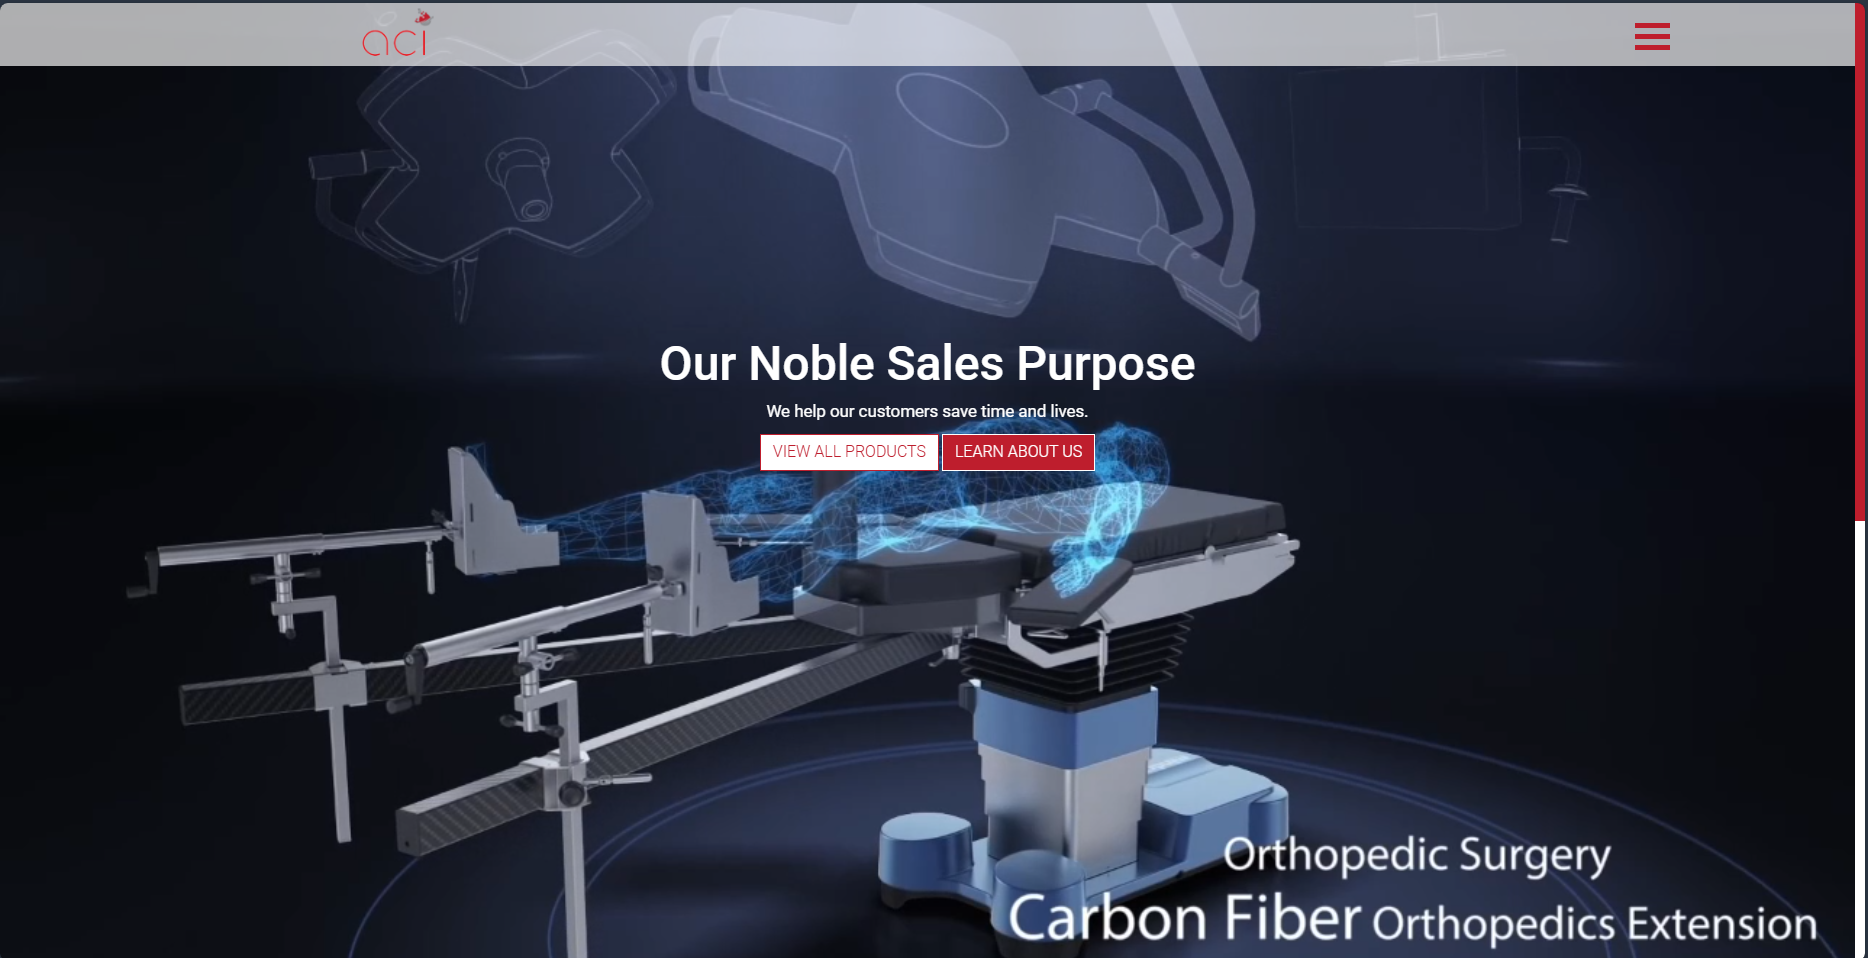 aci
Our Noble Sales Purpose
We help our customers save time and lives.
VIEW ALL PRODUCTS LEARN ABOUT US
Orthopedic Surgery
Carbon Fiber Orthopedics Extension